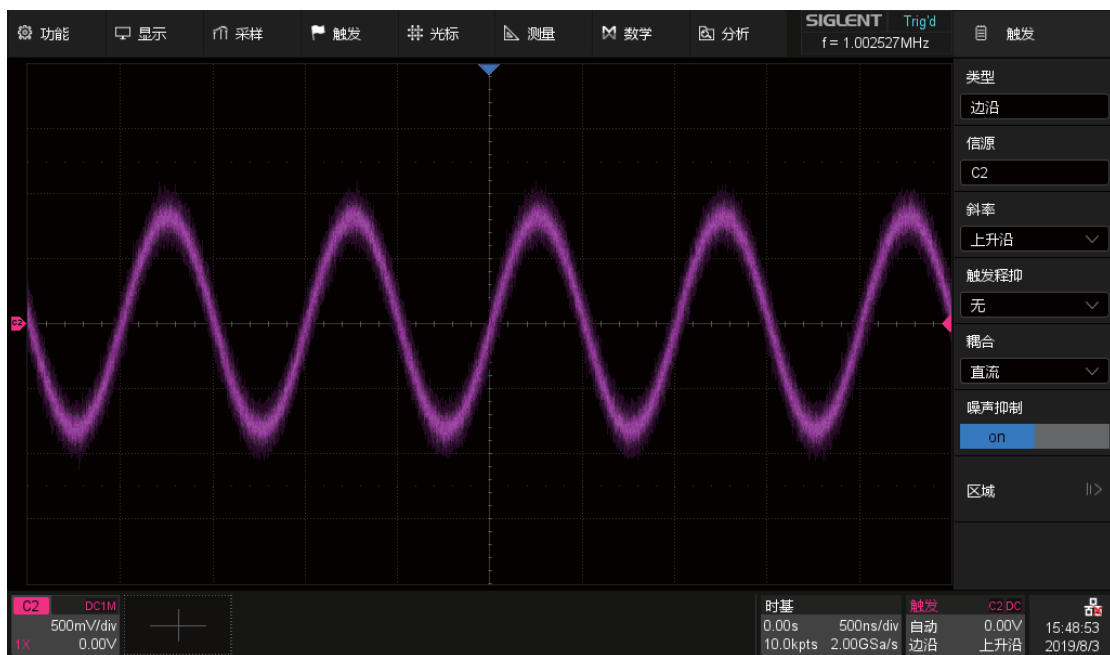 功能 显示 采样 触发 光标 测量 数学 分析 SIGLENT Trig'd 触发
f = 1.002527MHz
类型
边沿
信源
C2
斜率
上升沿
触发释抑
无
耦合
直流
噪声抑制
on
区域
C2
C2 DC1M
500mV/div
1X 0.00V
时基
0.00s 500ns/div
10.0kpts 2.00GSa/s
触发 C2 DC
自动 0.00V
边沿 上升沿
15:48:53
2019/8/3